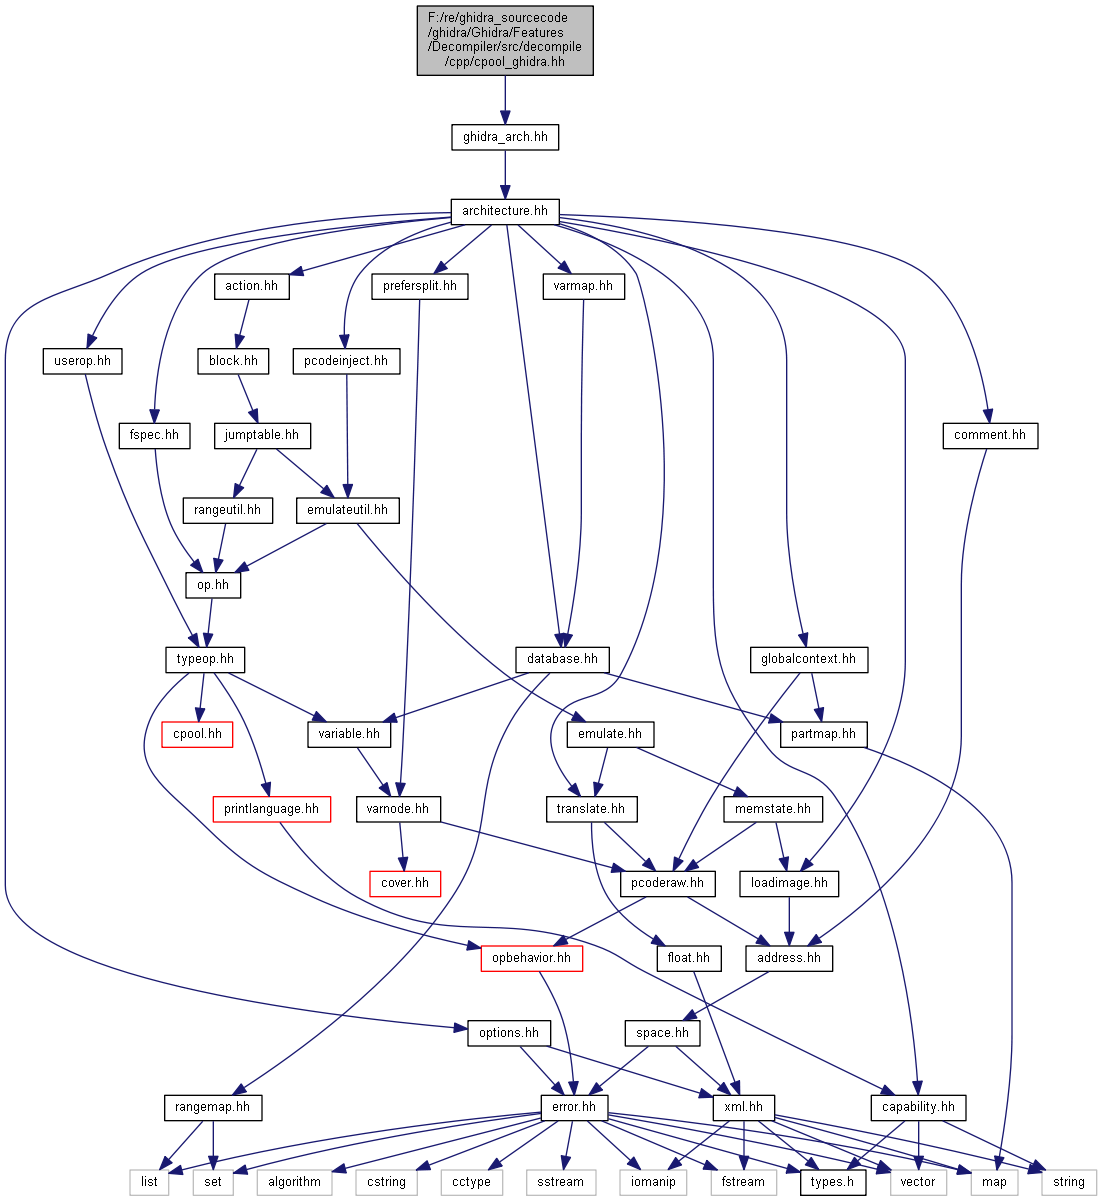 F:/re/ghidra_sourcecode
/ghidra/Ghidra/Features
/Decompiler/src/decompile
/cpp/cpool_ghidra.hh
ghidra_arch.hh
architecture.hh
action.hh
prefersplit.hh
varmap.hh
userop.hh
block.hh
pcodeinject.hh
fspec.hh
jumptable.hh
comment.hh
rangeutil.hh
emulateutil.hh
op.hh
typeop.hh
database.hh
globalcontext.hh
cpool.hh
variable.hh
emulate.hh
partmap.hh
printlanguage.hh
varnode.hh
translate.hh
memstate.hh
cover.hh
pcoderaw.hh
loadimage.hh
opbehavior.hh
float.hh
address.hh
options.hh
space.hh
rangemap.hh
error.hh
xml.hh
capability.hh
list
set
algorithm
cstring
cctype
sstream
iomanip
fstream
types.h
vector
map
string